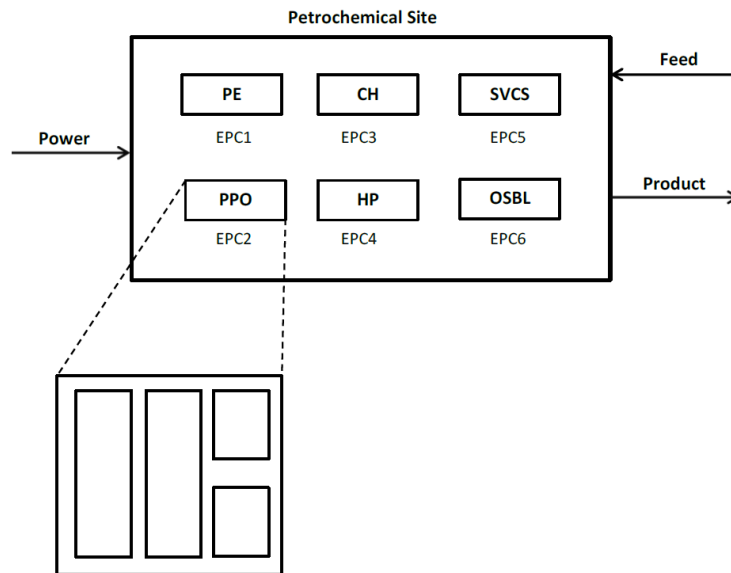 Petrochemical Site
Feed
PE
CH
SVCS
Power
EPC1
EPC3
EPC5
Product
PPO
HP
OSBL
EPC2
EPC4
EPC6